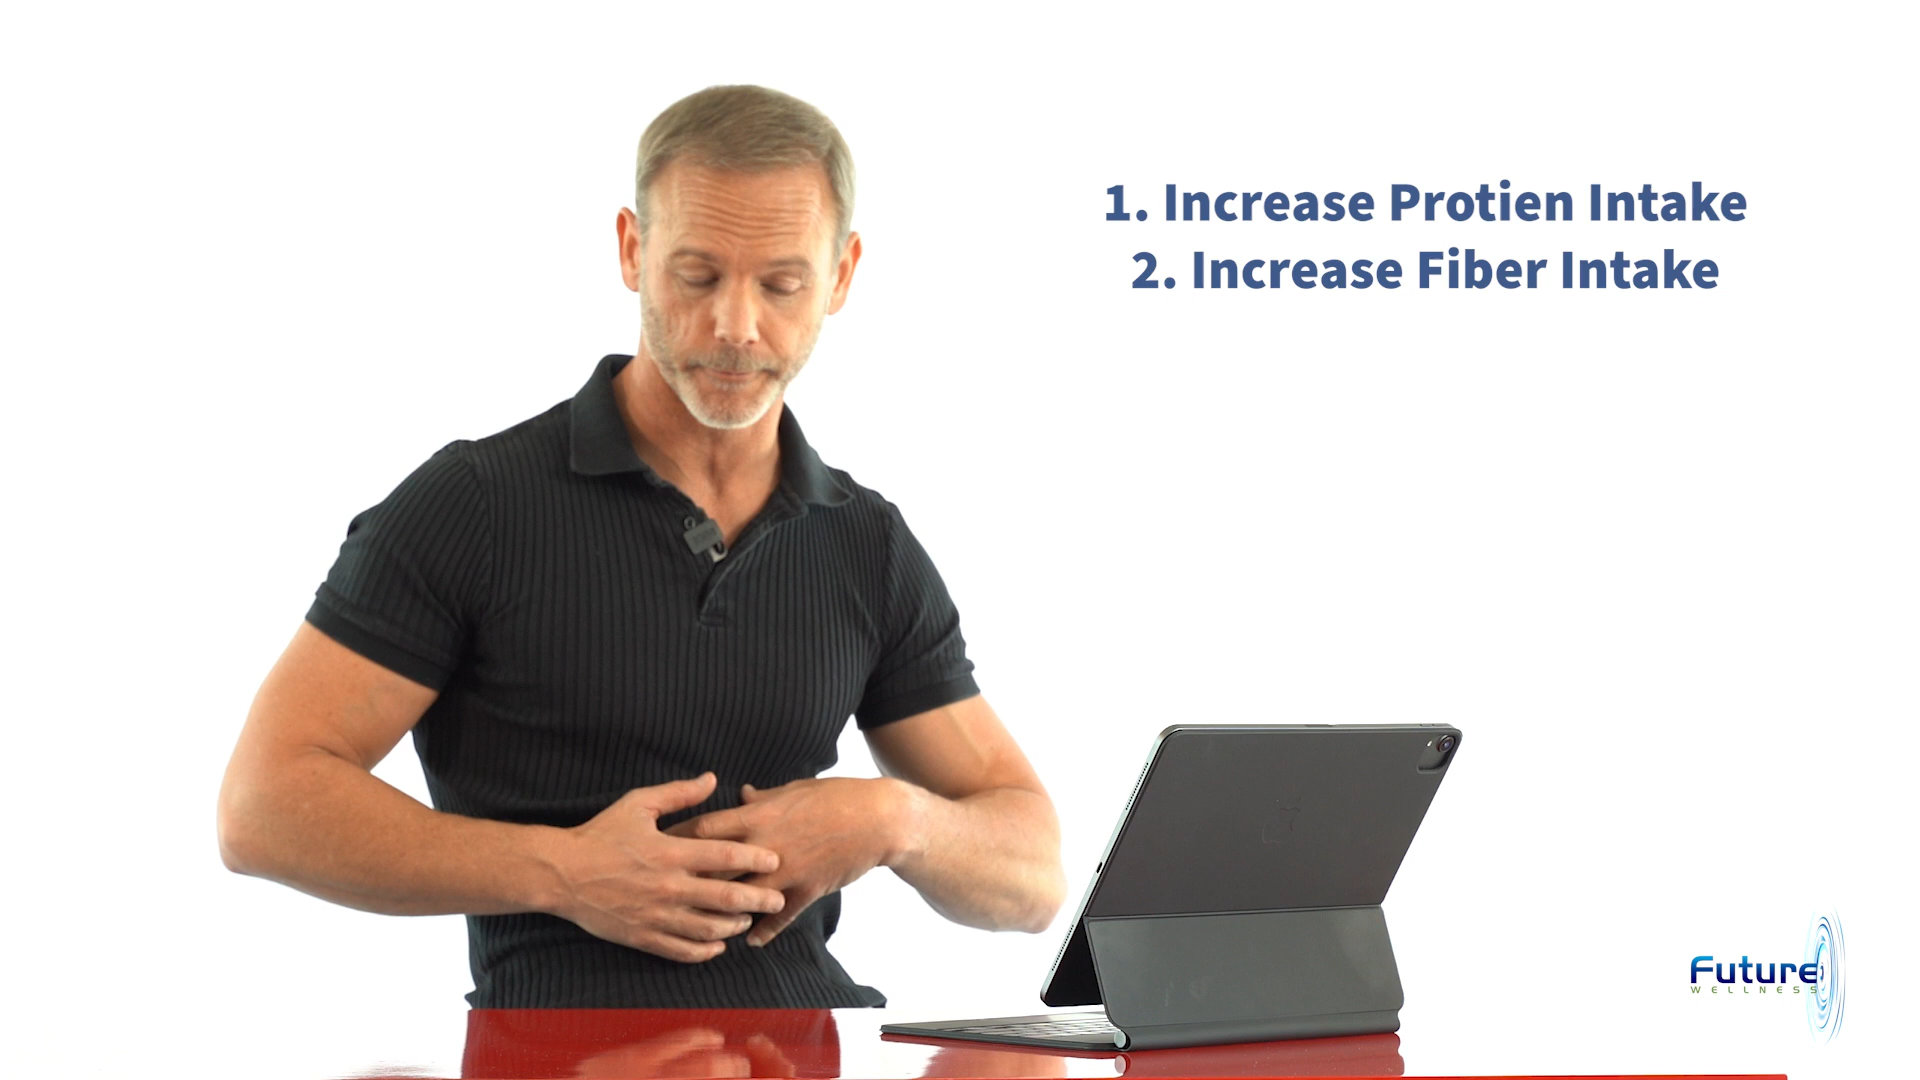 1. Increase Protien Intake
2. Increase Fiber Intake
Future
WELLNESS